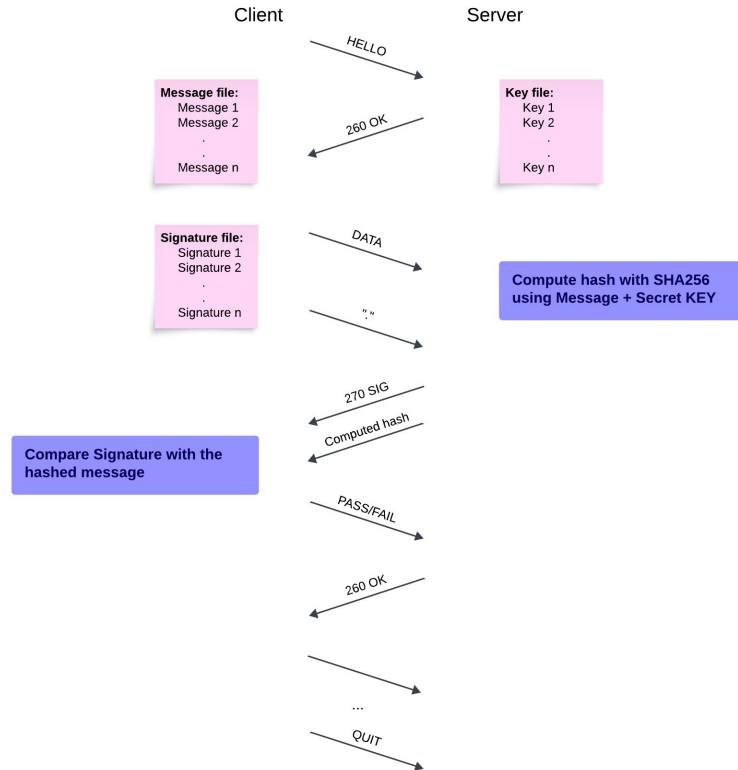 Client
Server
HELLO
Message file:
Message 1
Message 2
.
.
Message n
Key file:
Key 1
Key 2
.
.
Key n
260 OK
Signature file:
Signature 1
Signature 2
.
.
Signature n
DATA
Compute hash with SHA256
using Message + Secret KEY
"."
270 SIG
Computed hash
Compare Signature with the
hashed message
PASS/FAIL
260 OK
...
QUIT